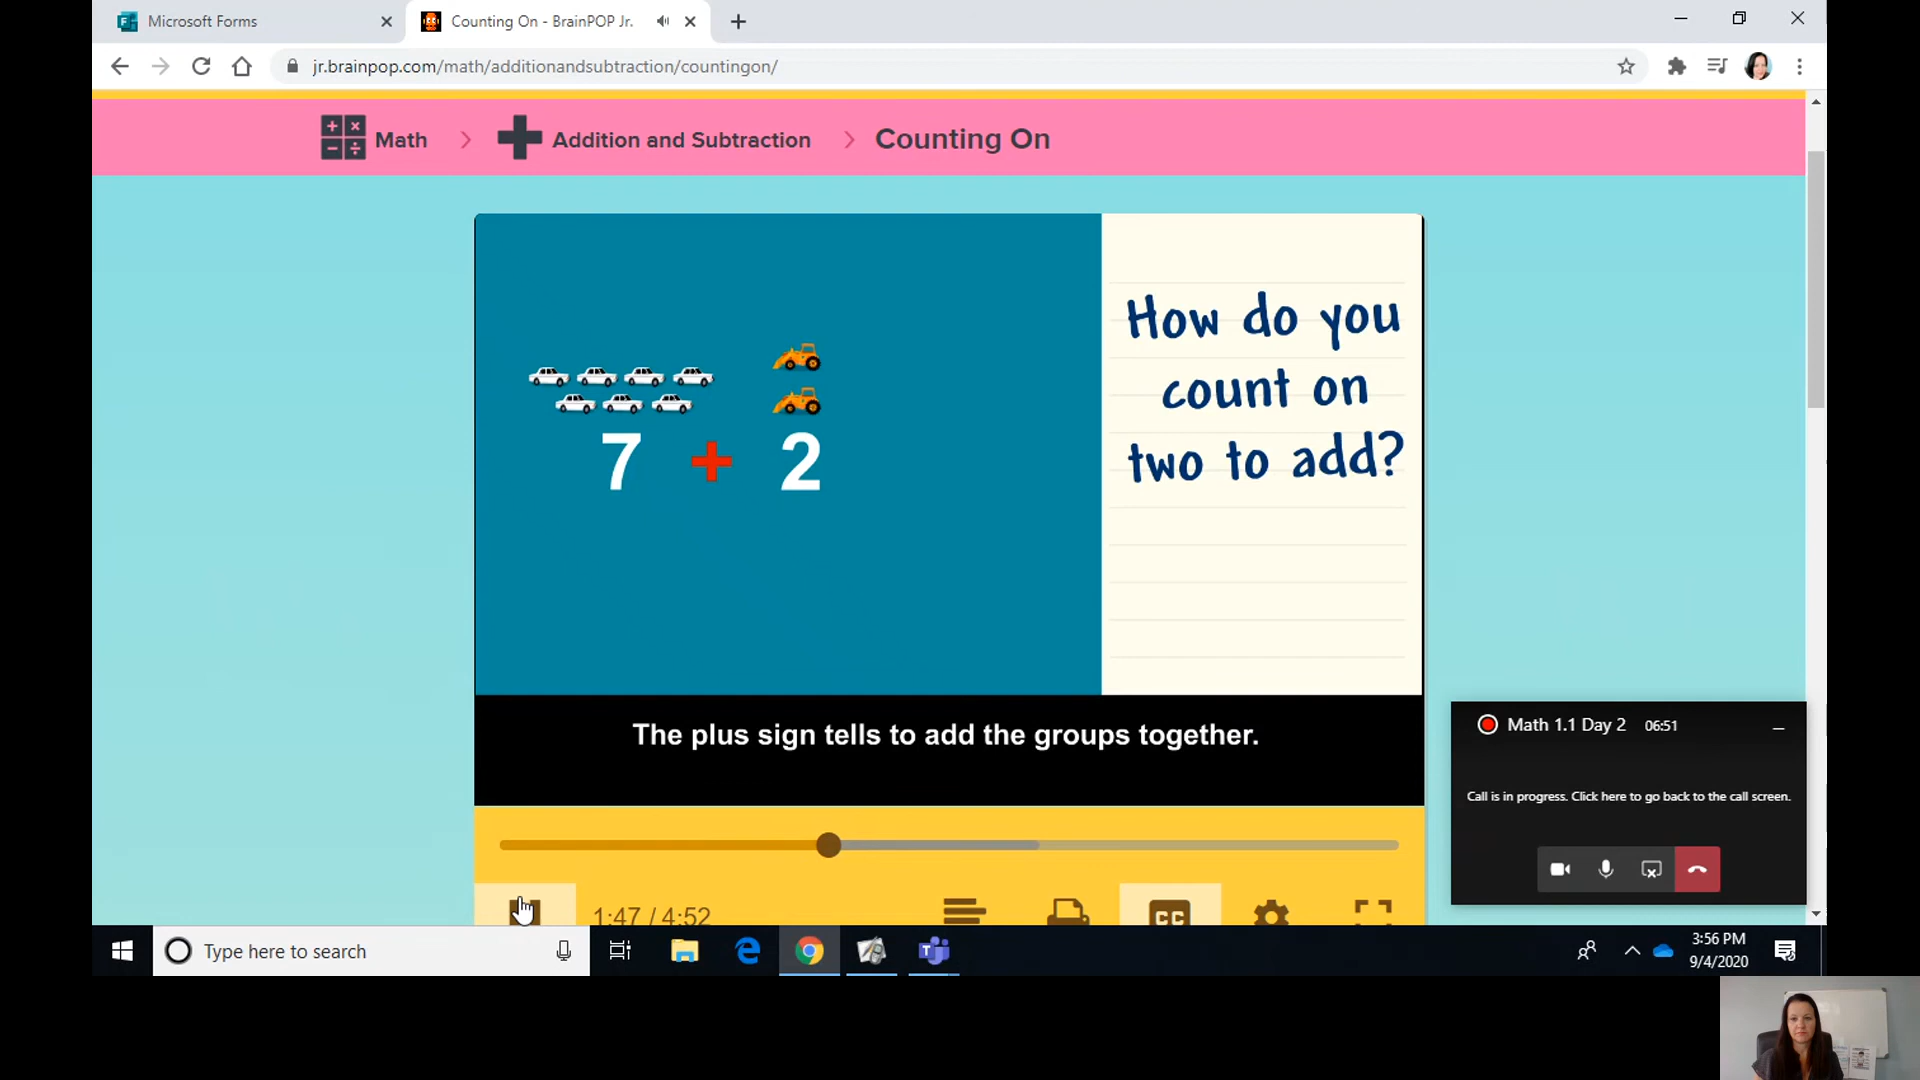 Microsoft Forms
Counting On - BrainPOP Jr.
jr.brainpop.com/math/additionandsubtraction/countingon/
Math
Addition and Subtraction
Counting On
How do you
count on
two to add?
7 + 2
The plus sign tells to add the groups together.
Math 1.1 Day 2 06:51
Call is in progress. Click here to go back to the call screen.
1:47 / 4:52
CC
Type here to search
3:56 PM
9/4/2020